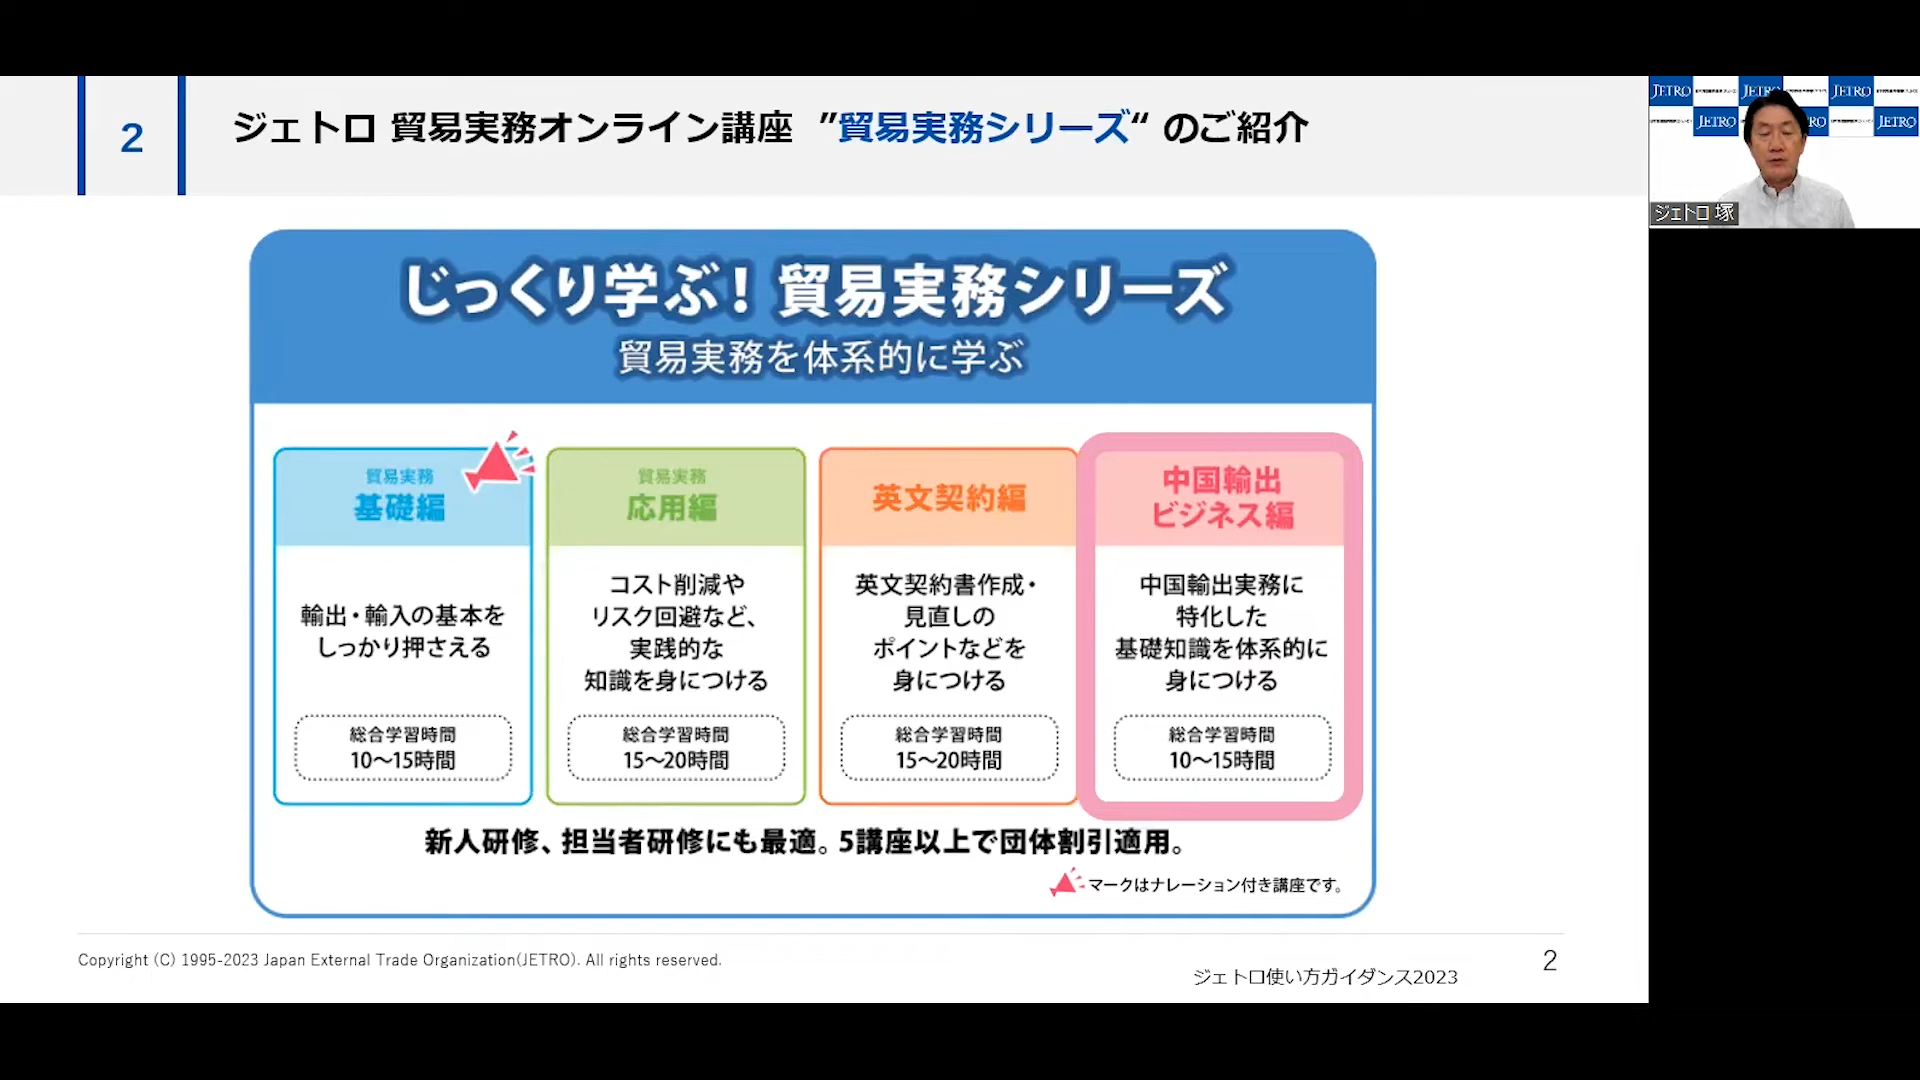 2
ジェトロ 貿易実務オンライン講座 ”貿易実務シリーズ“ のご紹介
じっくり学ぶ！貿易実務シリーズ
貿易実務を体系的に学ぶ
貿易実務
基礎編
輸出・輸入の基本を
しっかり押さえる
総合学習時間
10～15時間
貿易実務
応用編
コスト削減や
リスク回避など、
実践的な
知識を身につける
総合学習時間
15～20時間
英文契約編
英文契約書作成・
見直しの
ポイントなどを
身につける
総合学習時間
15～20時間
中国輸出
ビジネス編
中国輸出実務に
特化した
基礎知識を体系的に
身につける
総合学習時間
10～15時間
新人研修、担当者研修にも最適。5講座以上で団体割引適用。
マークはナレーション付き講座です。
Copyright (C) 1995-2023 Japan External Trade Organization(JETRO). All rights reserved.
ジェトロ使い方ガイダンス2023
2
JETRO
JETRO
JETRO
JETRO
JETRO
ジェトロ 塚